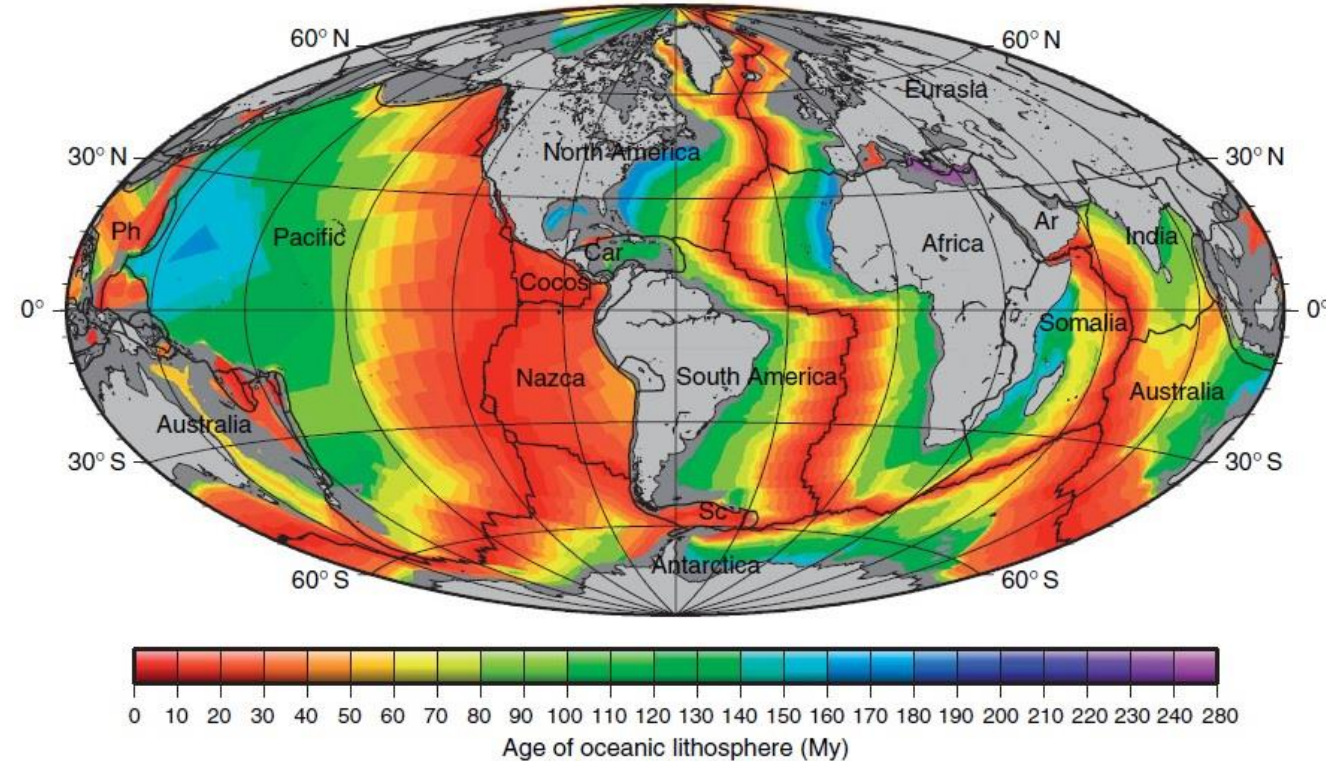 60° N
60° N
Eurasia
30° N
North America
30° N
Ph
Pacific
Car
Africa
Ar
India
Cocos
0°
0°
Somalia
Nazca
South America
Australia
Australia
30° S
30° S
Sc
Antarctica
60° S
60° S
0 10 20 30 40 50 60 70 80 90 100 110 120 130 140 150 160 170 180 190 200 210 220 230 240 280
Age of oceanic lithosphere (My)